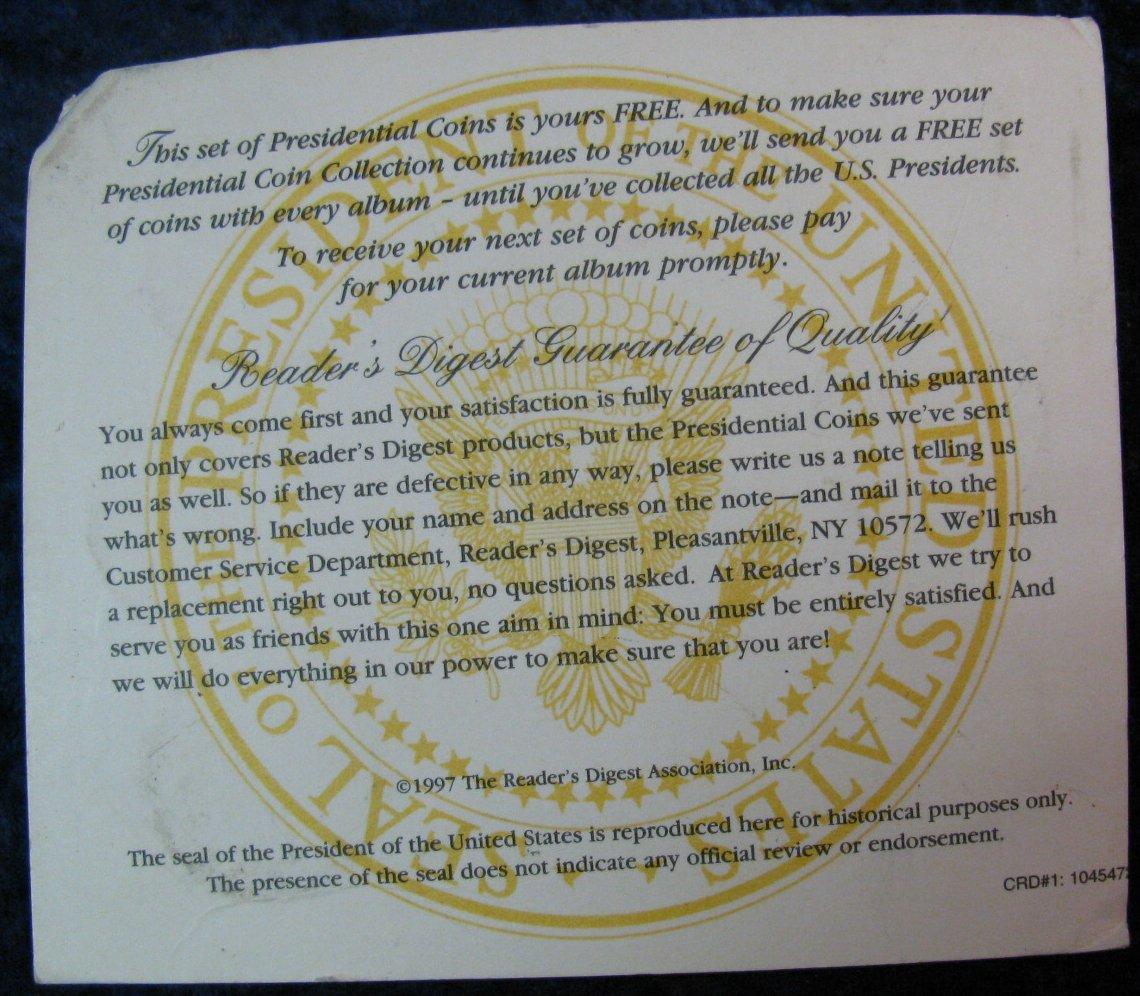 This set of Presidential Coins is yours FREE. And to make sure your
Presidential Coin Collection continues to grow, we'll send you a FREE set
of coins with every album – until you've collected all the U.S. Presidents.
To receive your next set of coins, please pay
for your current album promptly.
Reader's Digest Guarantee of Quality
You always come first and your satisfaction is fully guaranteed. And this guarantee
not only covers Reader's Digest products, but the Presidential Coins we've sent
you as well. So if they are defective in any way, please write us a note telling us
what's wrong. Include your name and address on the note—and mail it to the
Customer Service Department, Reader's Digest, Pleasantville, NY 10572. We'll rush
a replacement right out to you, no questions asked. At Reader's Digest we try to
serve you as friends with this one aim in mind: You must be entirely satisfied. And
we will do everything in our power to make sure that you are!
©1997 The Reader's Digest Association, Inc.
The seal of the President of the United States is reproduced here for historical purposes only.
The presence of the seal does not indicate any official review or endorsement.
CRD#1: 104547
SEAL OF THE PRESIDENT OF THE UNITED STATES